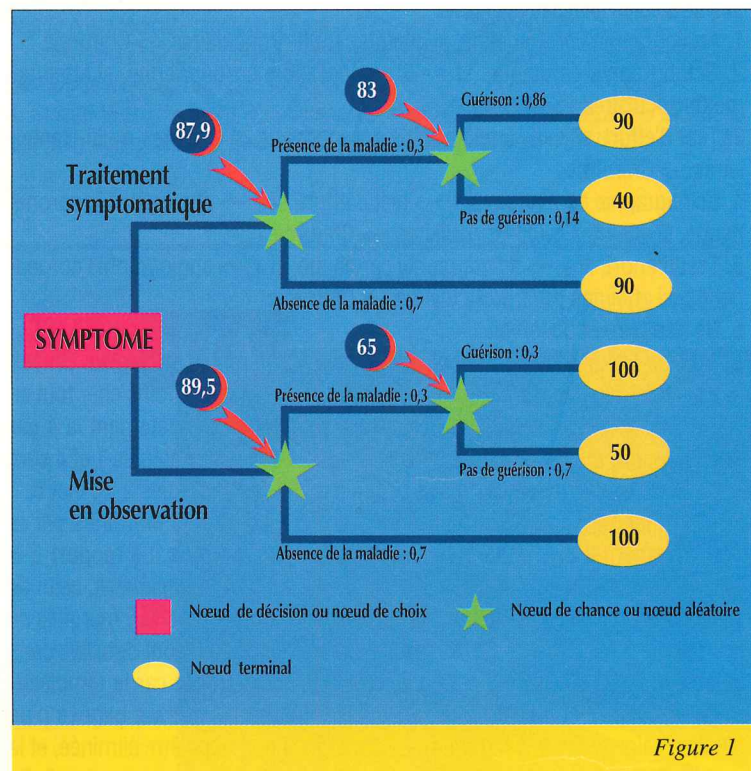 83
Guérison : 0,86
90
87,9
Présence de la maladie : 0,3
Traitement
symptomatique
40
Pas de guérison : 0,14
90
Absence de la maladie : 0,7
SYMPTOME
65
Guérison : 0,3
100
89,5
Présence de la maladie : 0,3
50
Pas de guérison : 0,7
Mise
en observation
100
Absence de la maladie : 0,7
Nœud de décision ou nœud de choix
Nœud de chance ou nœud aléatoire
Nœud terminal
Figure 1